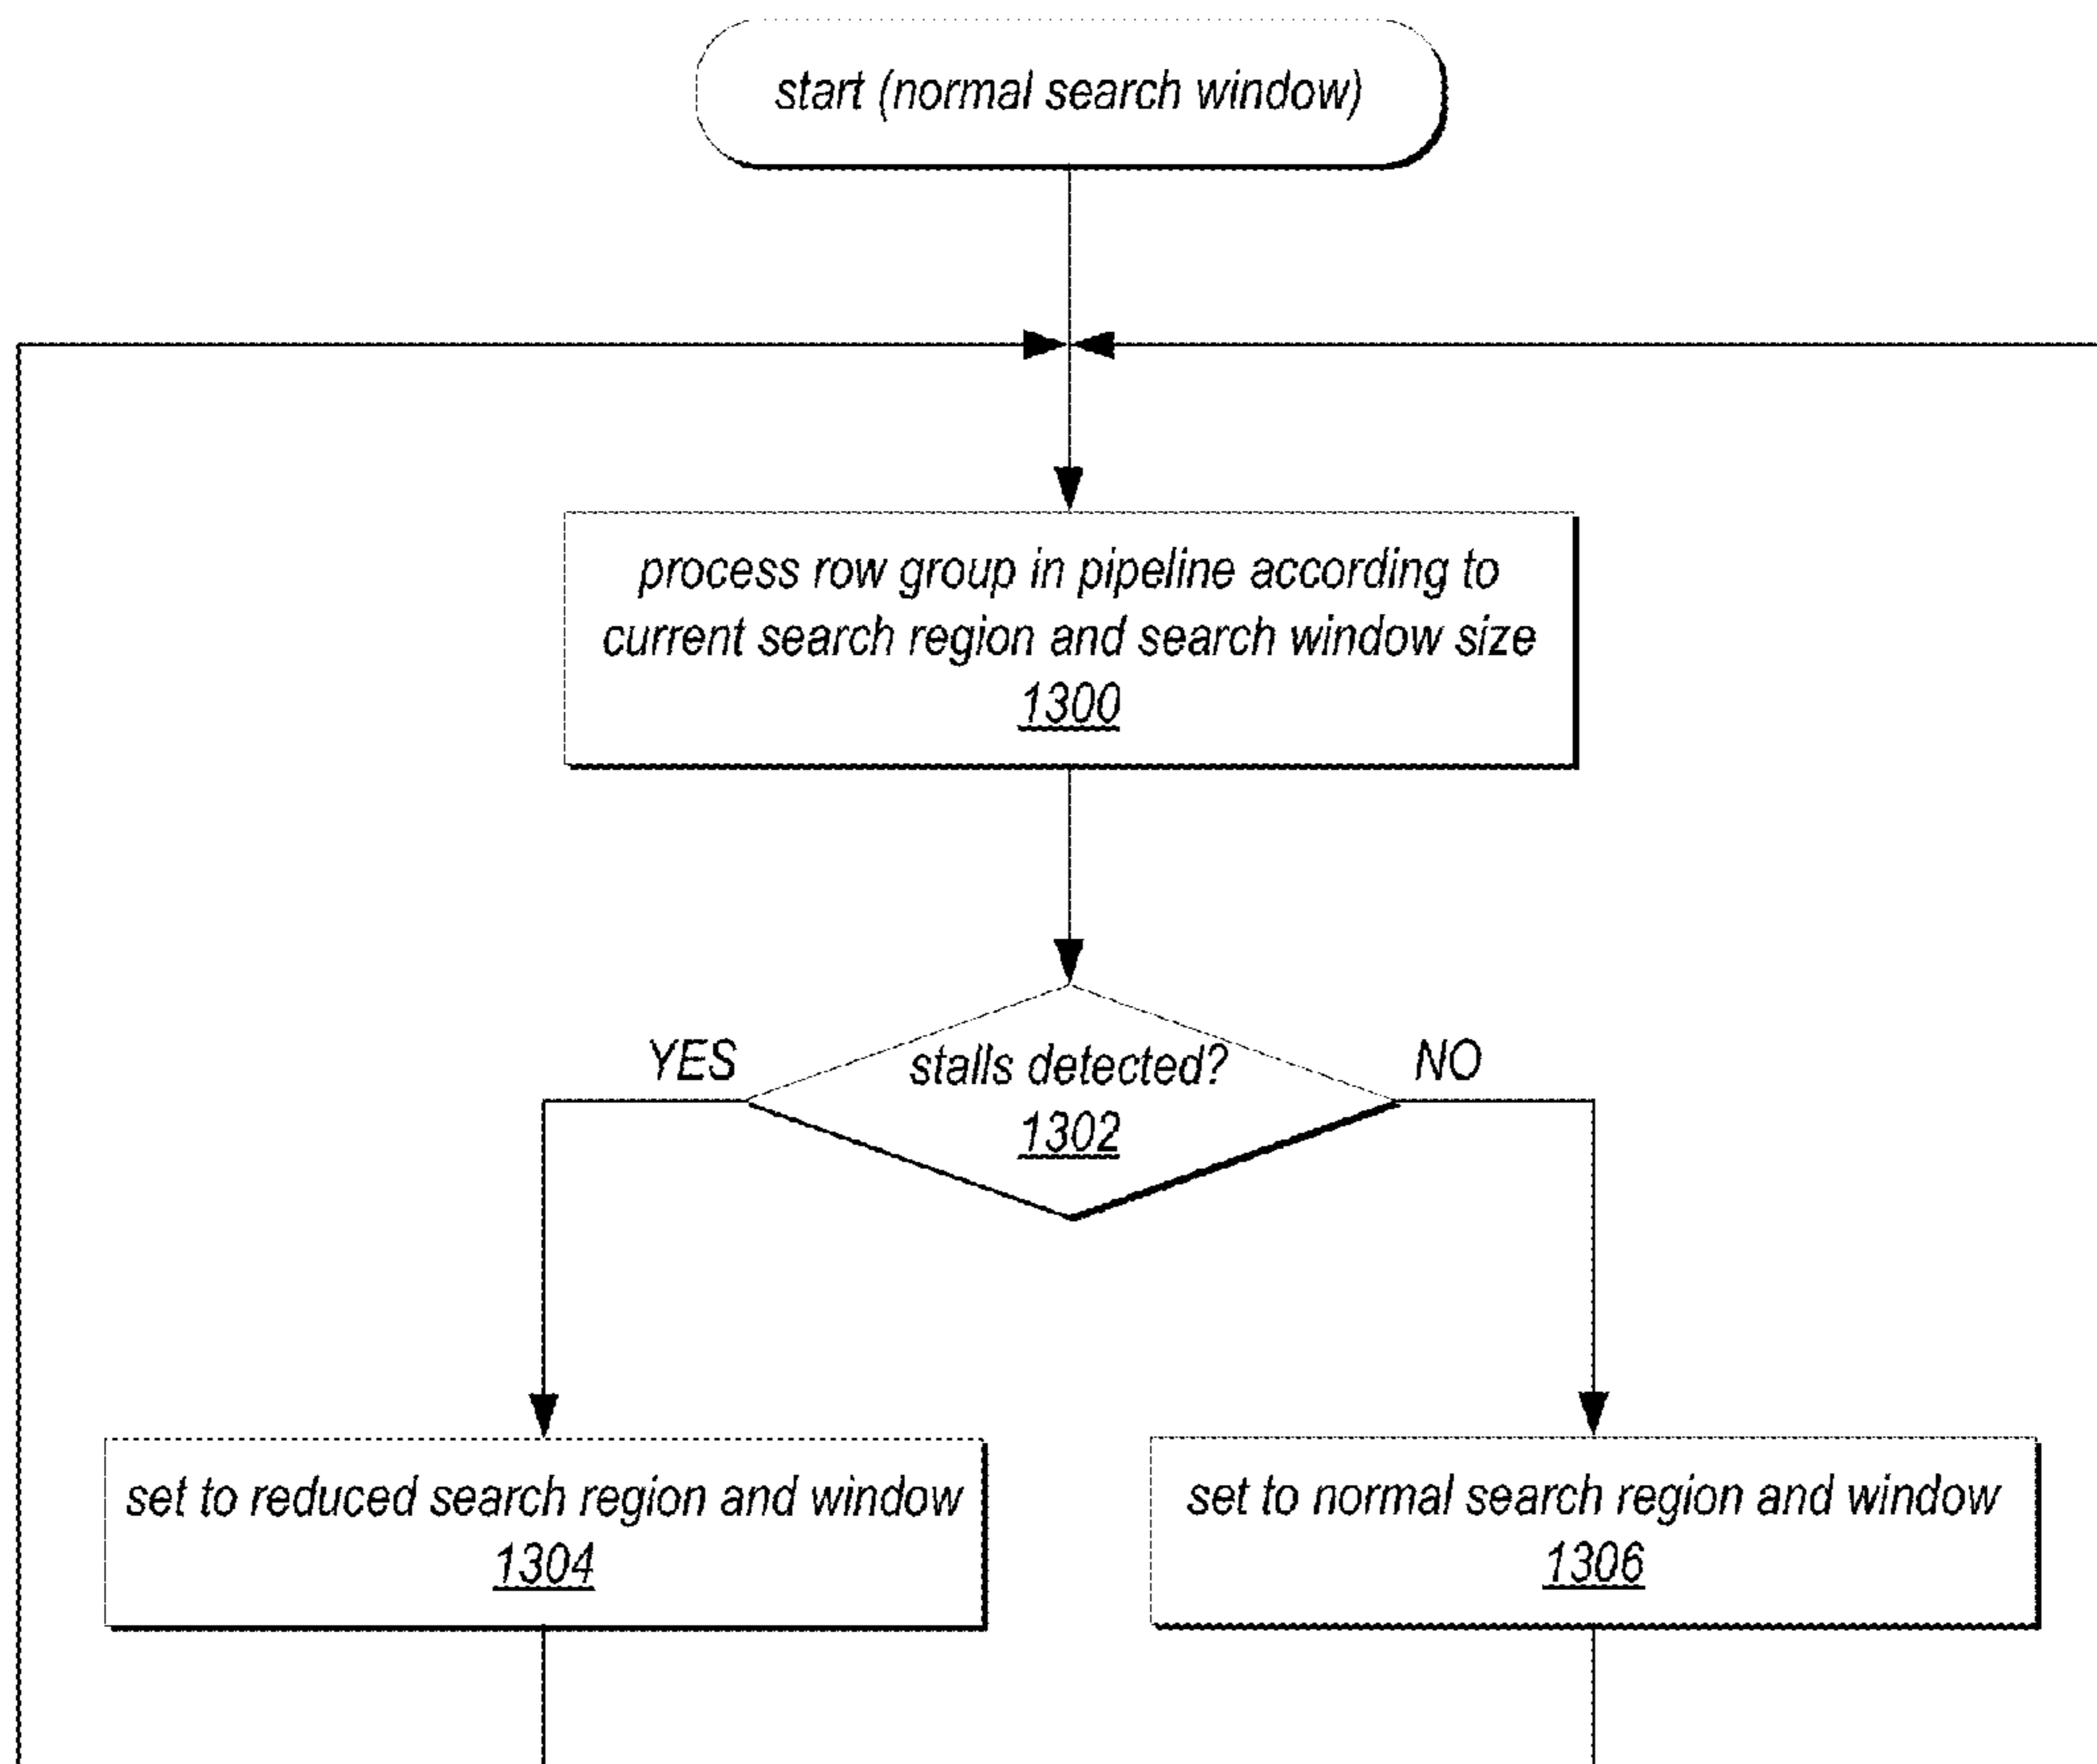 start (normal search window)
process row group in pipeline according to
current search region and search window size
1300
YES
stalls detected?
NO
1302
set to reduced search region and window
1304
set to normal search region and window
1306